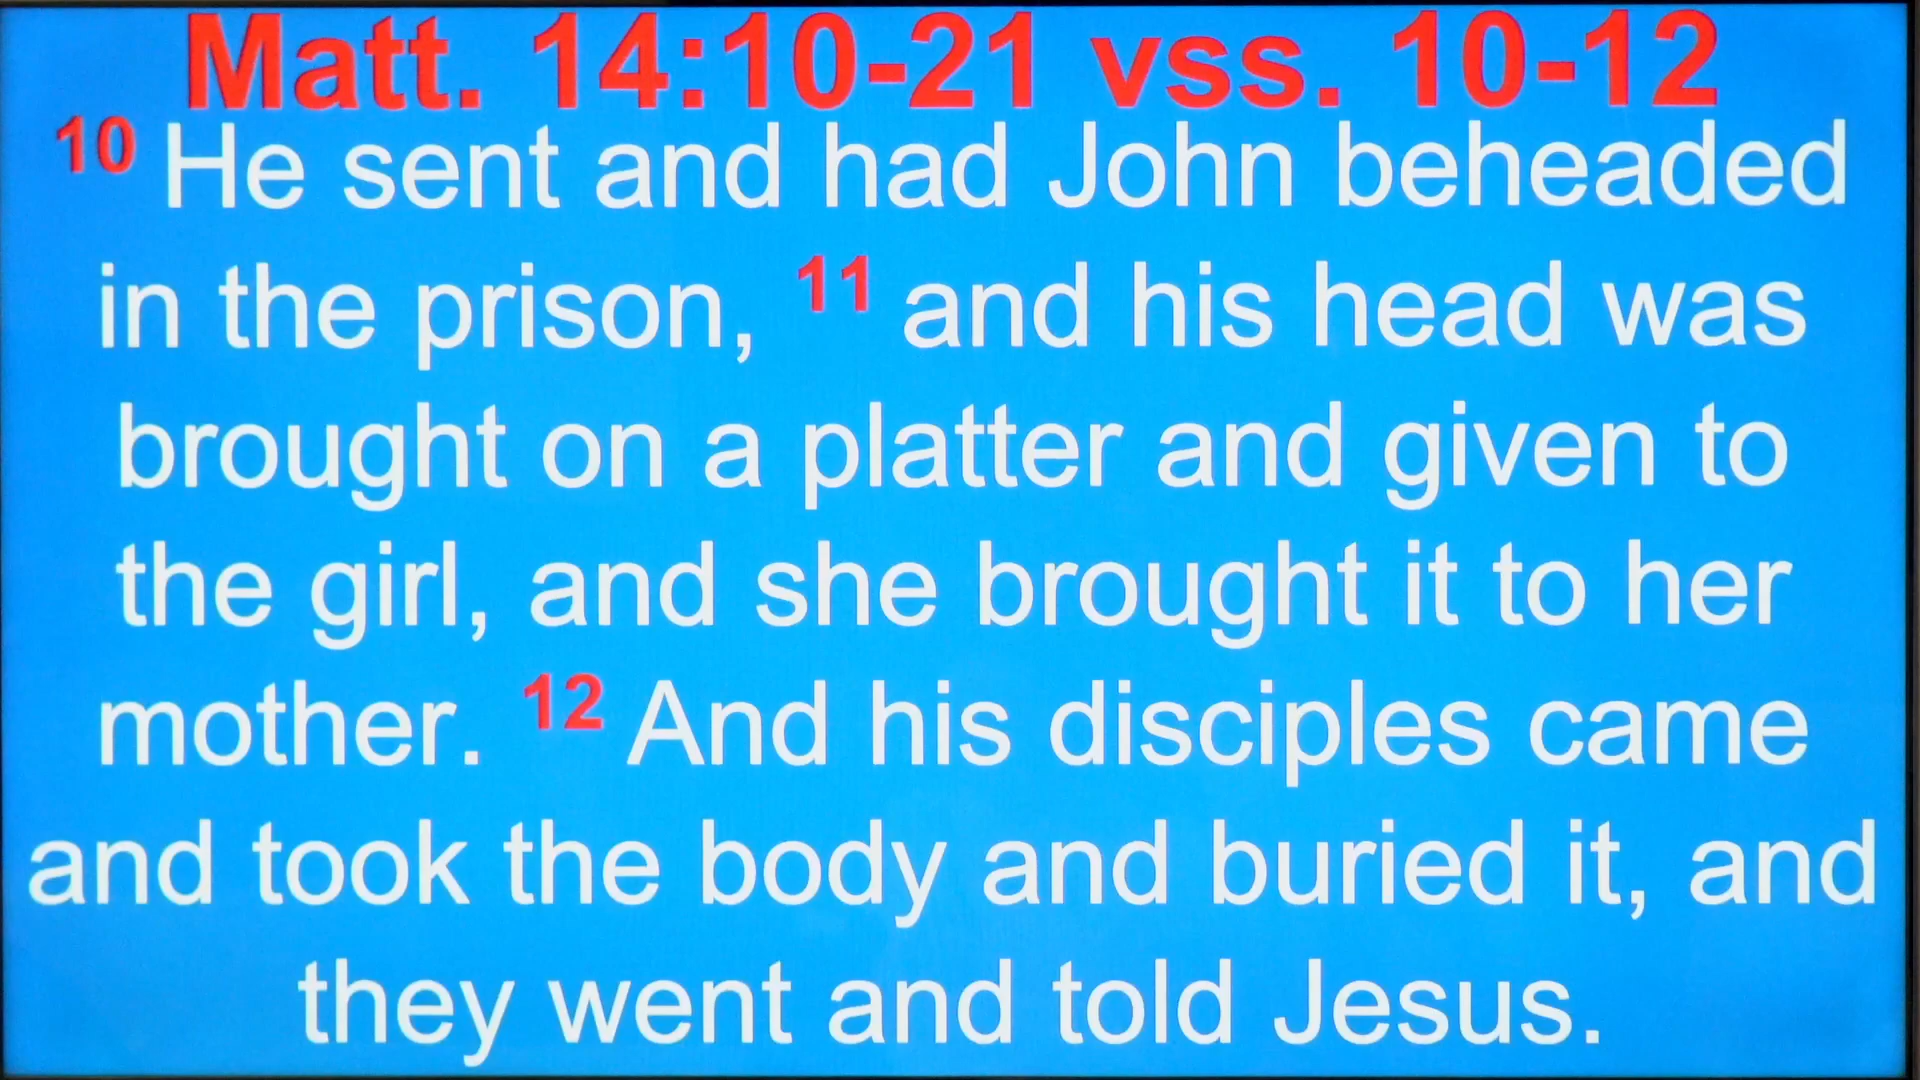 Matt. 14:10-21 vss. 10-12
10 He sent and had John beheaded
in the prison, 11 and his head was
brought on a platter and given to
the girl, and she brought it to her
mother. 12 And his disciples came
and took the body and buried it, and
they went and told Jesus.